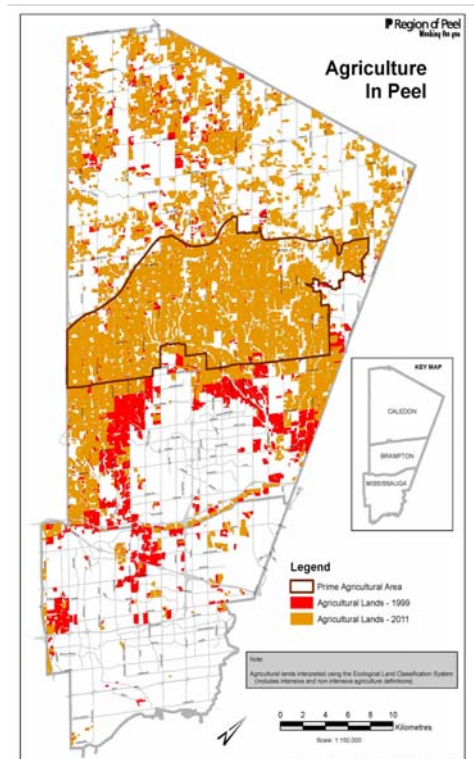 Region of Peel
Working for you
Agriculture
In Peel
KEY MAP
CALEDON
BRAMPTON
MISSISSAUGA
Legend
Prime Agricultural Area
Agricultural Lands - 1999
Agricultural Lands - 2011
Note:
Agricultural lands interpreted using the Ecological Land Classification System
(Includes intensive and non-intensive agriculture definitions)
0 2 4 6 8 10
Kilometres
Scale: 1:150,000